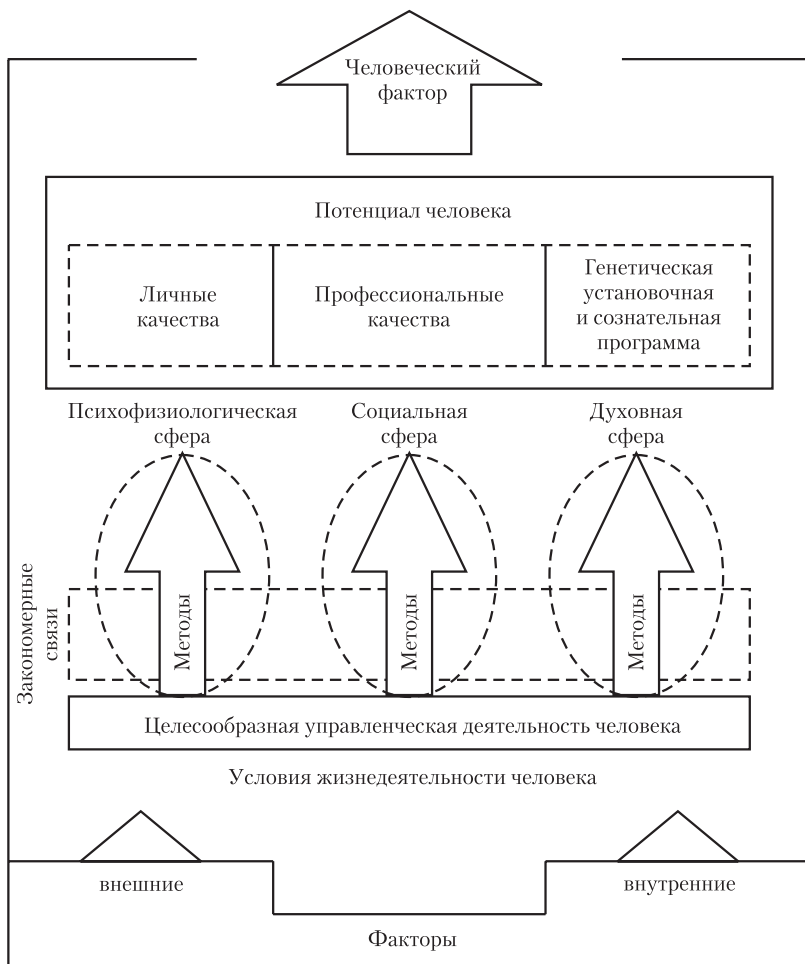 Человеческий
фактор
Потенциал человека
Личные
качества
Профессиональные
качества
Генетическая
установочная
и сознательная
программа
Психофизиологическая
сфера
Социальная
сфера
Духовная
сфера
Закономерные
связи
Методы
Методы
Методы
Целесообразная управленческая деятельность человека
Условия жизнедеятельности человека
внешние
внутренние
Факторы